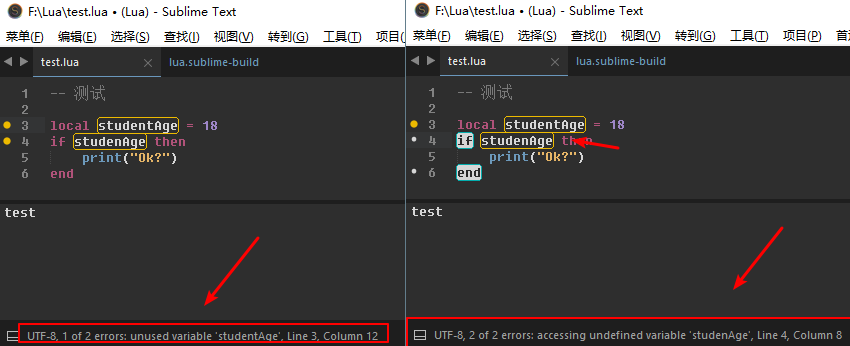 F:\Lua\test.lua • (Lua) - Sublime Text
菜单(F) 编辑(E) 选择(S) 查找(I) 视图(V) 转到(G) 工具(T) 项目(
test.lua lua.sublime-build
1 -- 测试
2
3 local studentAge = 18
4 if studenAge then
5 print("Ok?")
6 end
test
UTF-8, 1 of 2 errors: unused variable 'studentAge', Line 3, Column 12
F:\Lua\test.lua • (Lua) - Sublime Text
菜单(F) 编辑(E) 选择(S) 查找(I) 视图(V) 转到(G) 工具(T) 项目(P) 首
test.lua lua.sublime-build
1 -- 测试
2
3 local studentAge = 18
4 if studenAge then
5 print("Ok?")
6 end
test
UTF-8, 2 of 2 errors: accessing undefined variable 'studenAge', Line 4, Column 8